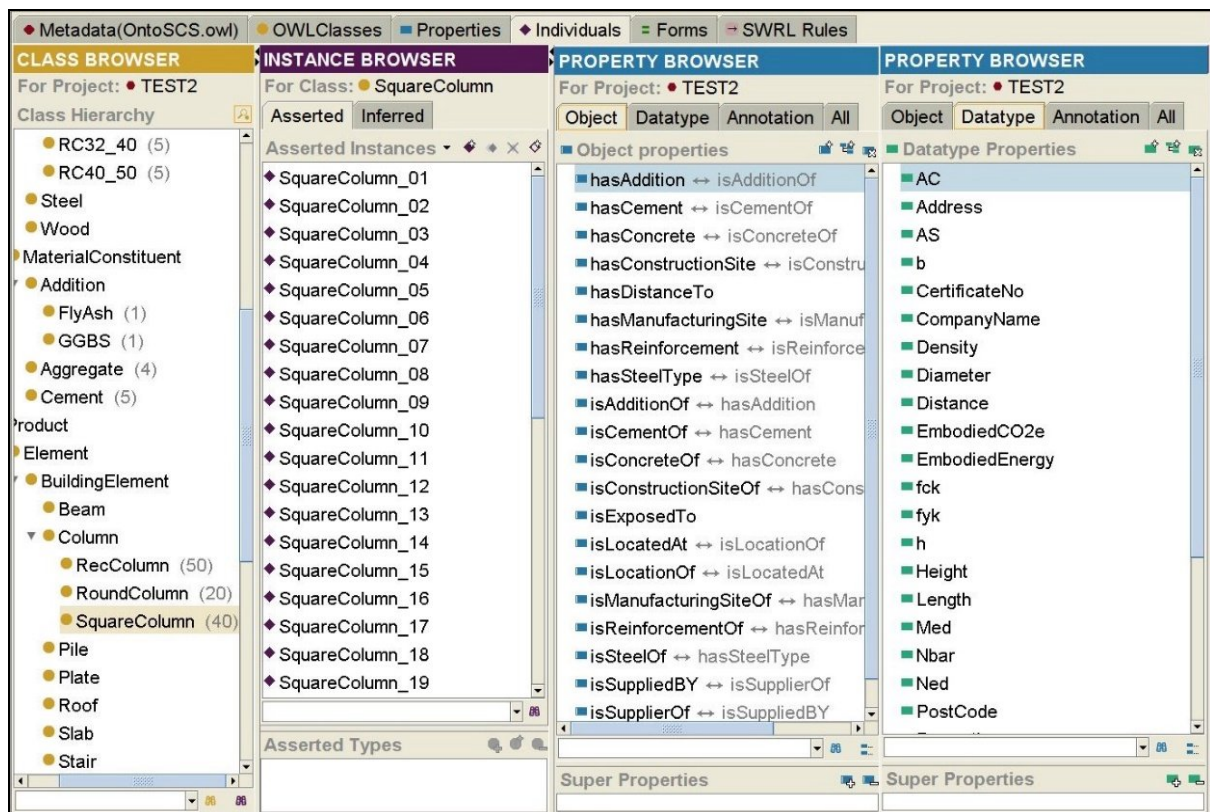 Metadata(OntoSCS.owl) OWLClasses Properties Individuals Forms SWRL Rules
CLASS BROWSER
For Project: TEST2
Class Hierarchy
RC32_40 (5)
RC40_50 (5)
Steel
Wood
MaterialConstituent
Addition
FlyAsh (1)
GGBS (1)
Aggregate (4)
Cement (5)
Product
Element
BuildingElement
Beam
Column
RecColumn (50)
RoundColumn (20)
SquareColumn (40)
Pile
Plate
Roof
Slab
Stair
INSTANCE BROWSER
For Class: SquareColumn
Asserted Inferred
Asserted Instances
SquareColumn_01
SquareColumn_02
SquareColumn_03
SquareColumn_04
SquareColumn_05
SquareColumn_06
SquareColumn_07
SquareColumn_08
SquareColumn_09
SquareColumn_10
SquareColumn_11
SquareColumn_12
SquareColumn_13
SquareColumn_14
SquareColumn_15
SquareColumn_16
SquareColumn_17
SquareColumn_18
SquareColumn_19
Asserted Types
PROPERTY BROWSER
For Project: TEST2
Object Datatype Annotation All
Object properties
hasAddition ↔ isAdditionOf
hasCement ↔ isCementOf
hasConcrete ↔ isConcreteOf
hasConstructionSite ↔ isConstru
hasDistanceTo
hasManufacturingSite ↔ isManuf
hasReinforcement ↔ isReinforce
hasSteelType ↔ isSteelOf
isAdditionOf ↔ hasAddition
isCementOf ↔ hasCement
isConcreteOf ↔ hasConcrete
isConstructionSiteOf ↔ hasCons
isExposedTo
isLocatedAt ↔ isLocationOf
isLocationOf ↔ isLocatedAt
isManufacturingSiteOf ↔ hasMar
isReinforcementOf ↔ hasReinfor
isSteelOf ↔ hasSteelType
isSuppliedBY ↔ isSupplierOf
isSupplierOf ↔ isSuppliedBY
Super Properties
PROPERTY BROWSER
For Project: TEST2
Object Datatype Annotation All
Datatype Properties
AC
Address
AS
b
CertificateNo
CompanyName
Density
Diameter
Distance
EmbodiedCO2e
EmbodiedEnergy
fck
fyk
h
Height
Length
Med
Nbar
Ned
PostCode
Super Properties